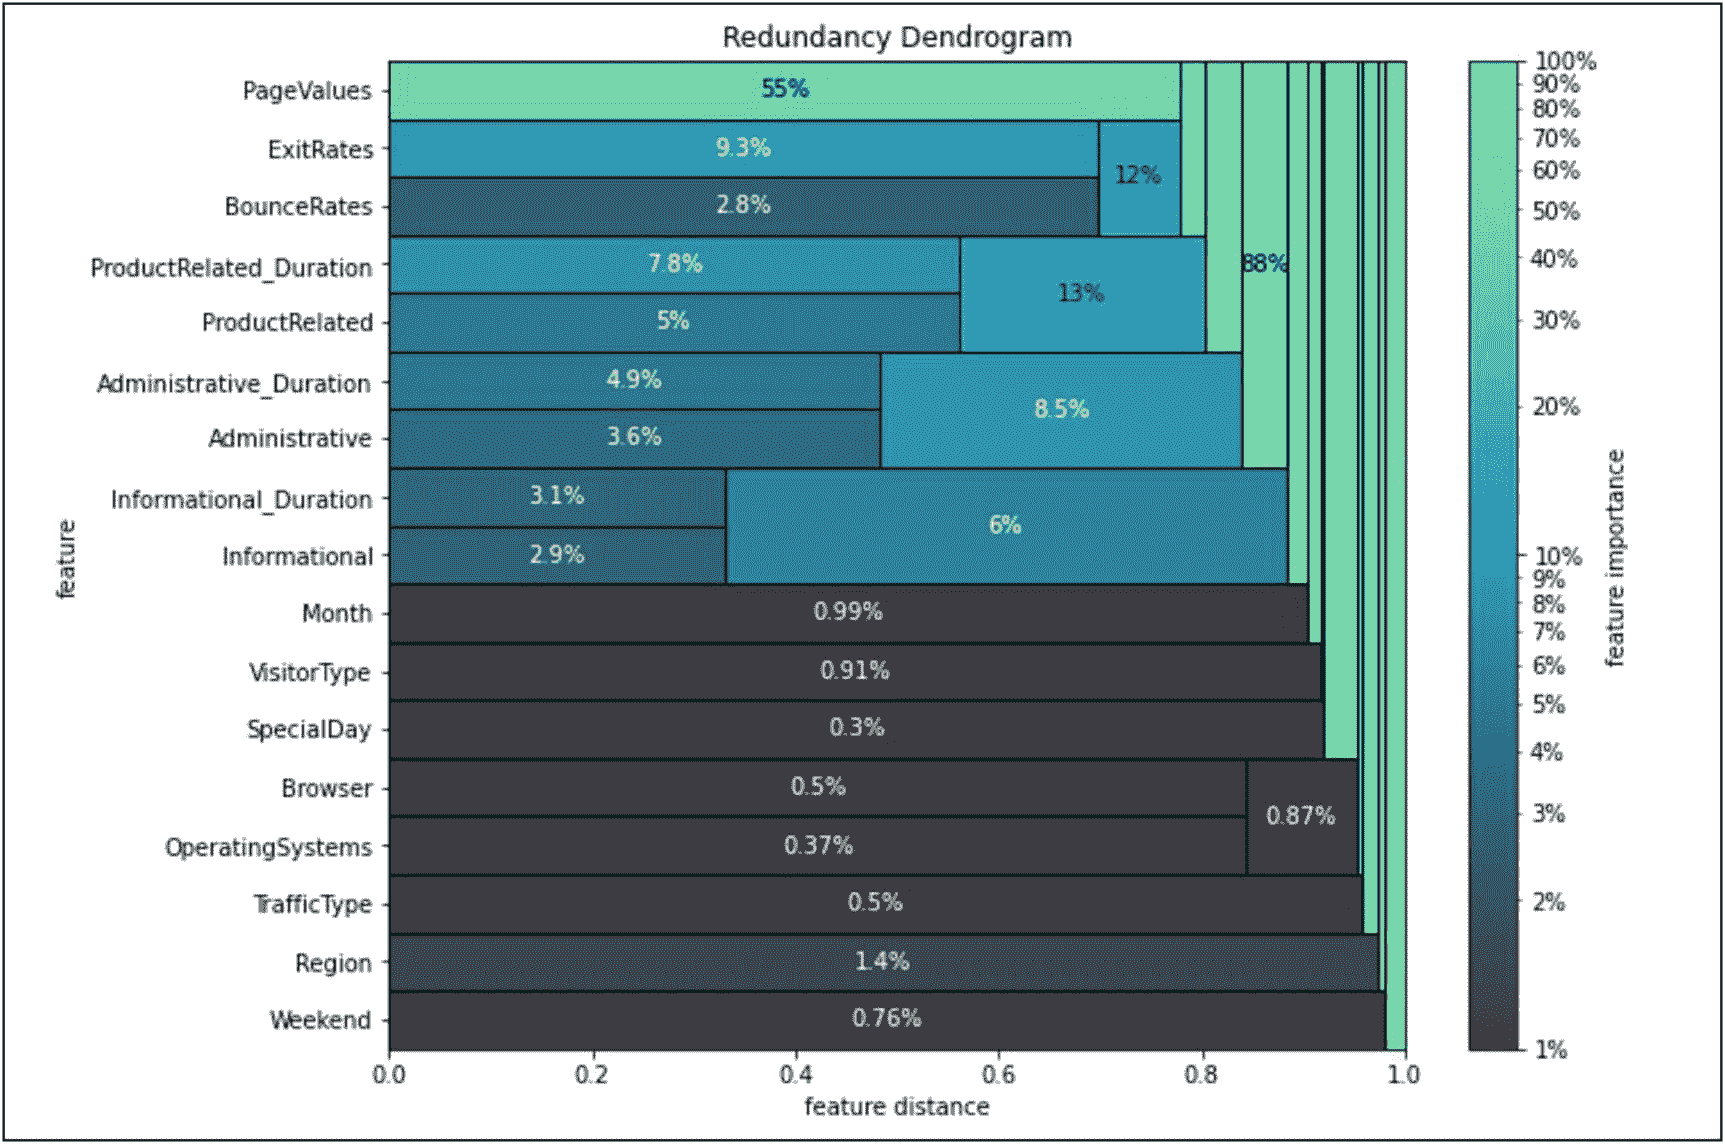 Redundancy Dendrogram
PageValues
55%
ExitRates
9.3%
12%
BounceRates
2.8%
ProductRelated_Duration
7.8%
88%
13%
ProductRelated
5%
Administrative_Duration
4.9%
8.5%
Administrative
3.6%
Informational_Duration
3.1%
6%
Informational
2.9%
Month
0.99%
VisitorType
0.91%
SpecialDay
0.3%
Browser
0.5%
0.87%
OperatingSystems
0.37%
TrafficType
0.5%
Region
1.4%
Weekend
0.76%
feature
0.0 0.2 0.4 0.6 0.8 1.0
feature distance
100%
90%
80%
70%
60%
50%
40%
30%
20%
10%
9%
8%
7%
6%
5%
4%
3%
2%
1%
feature importance